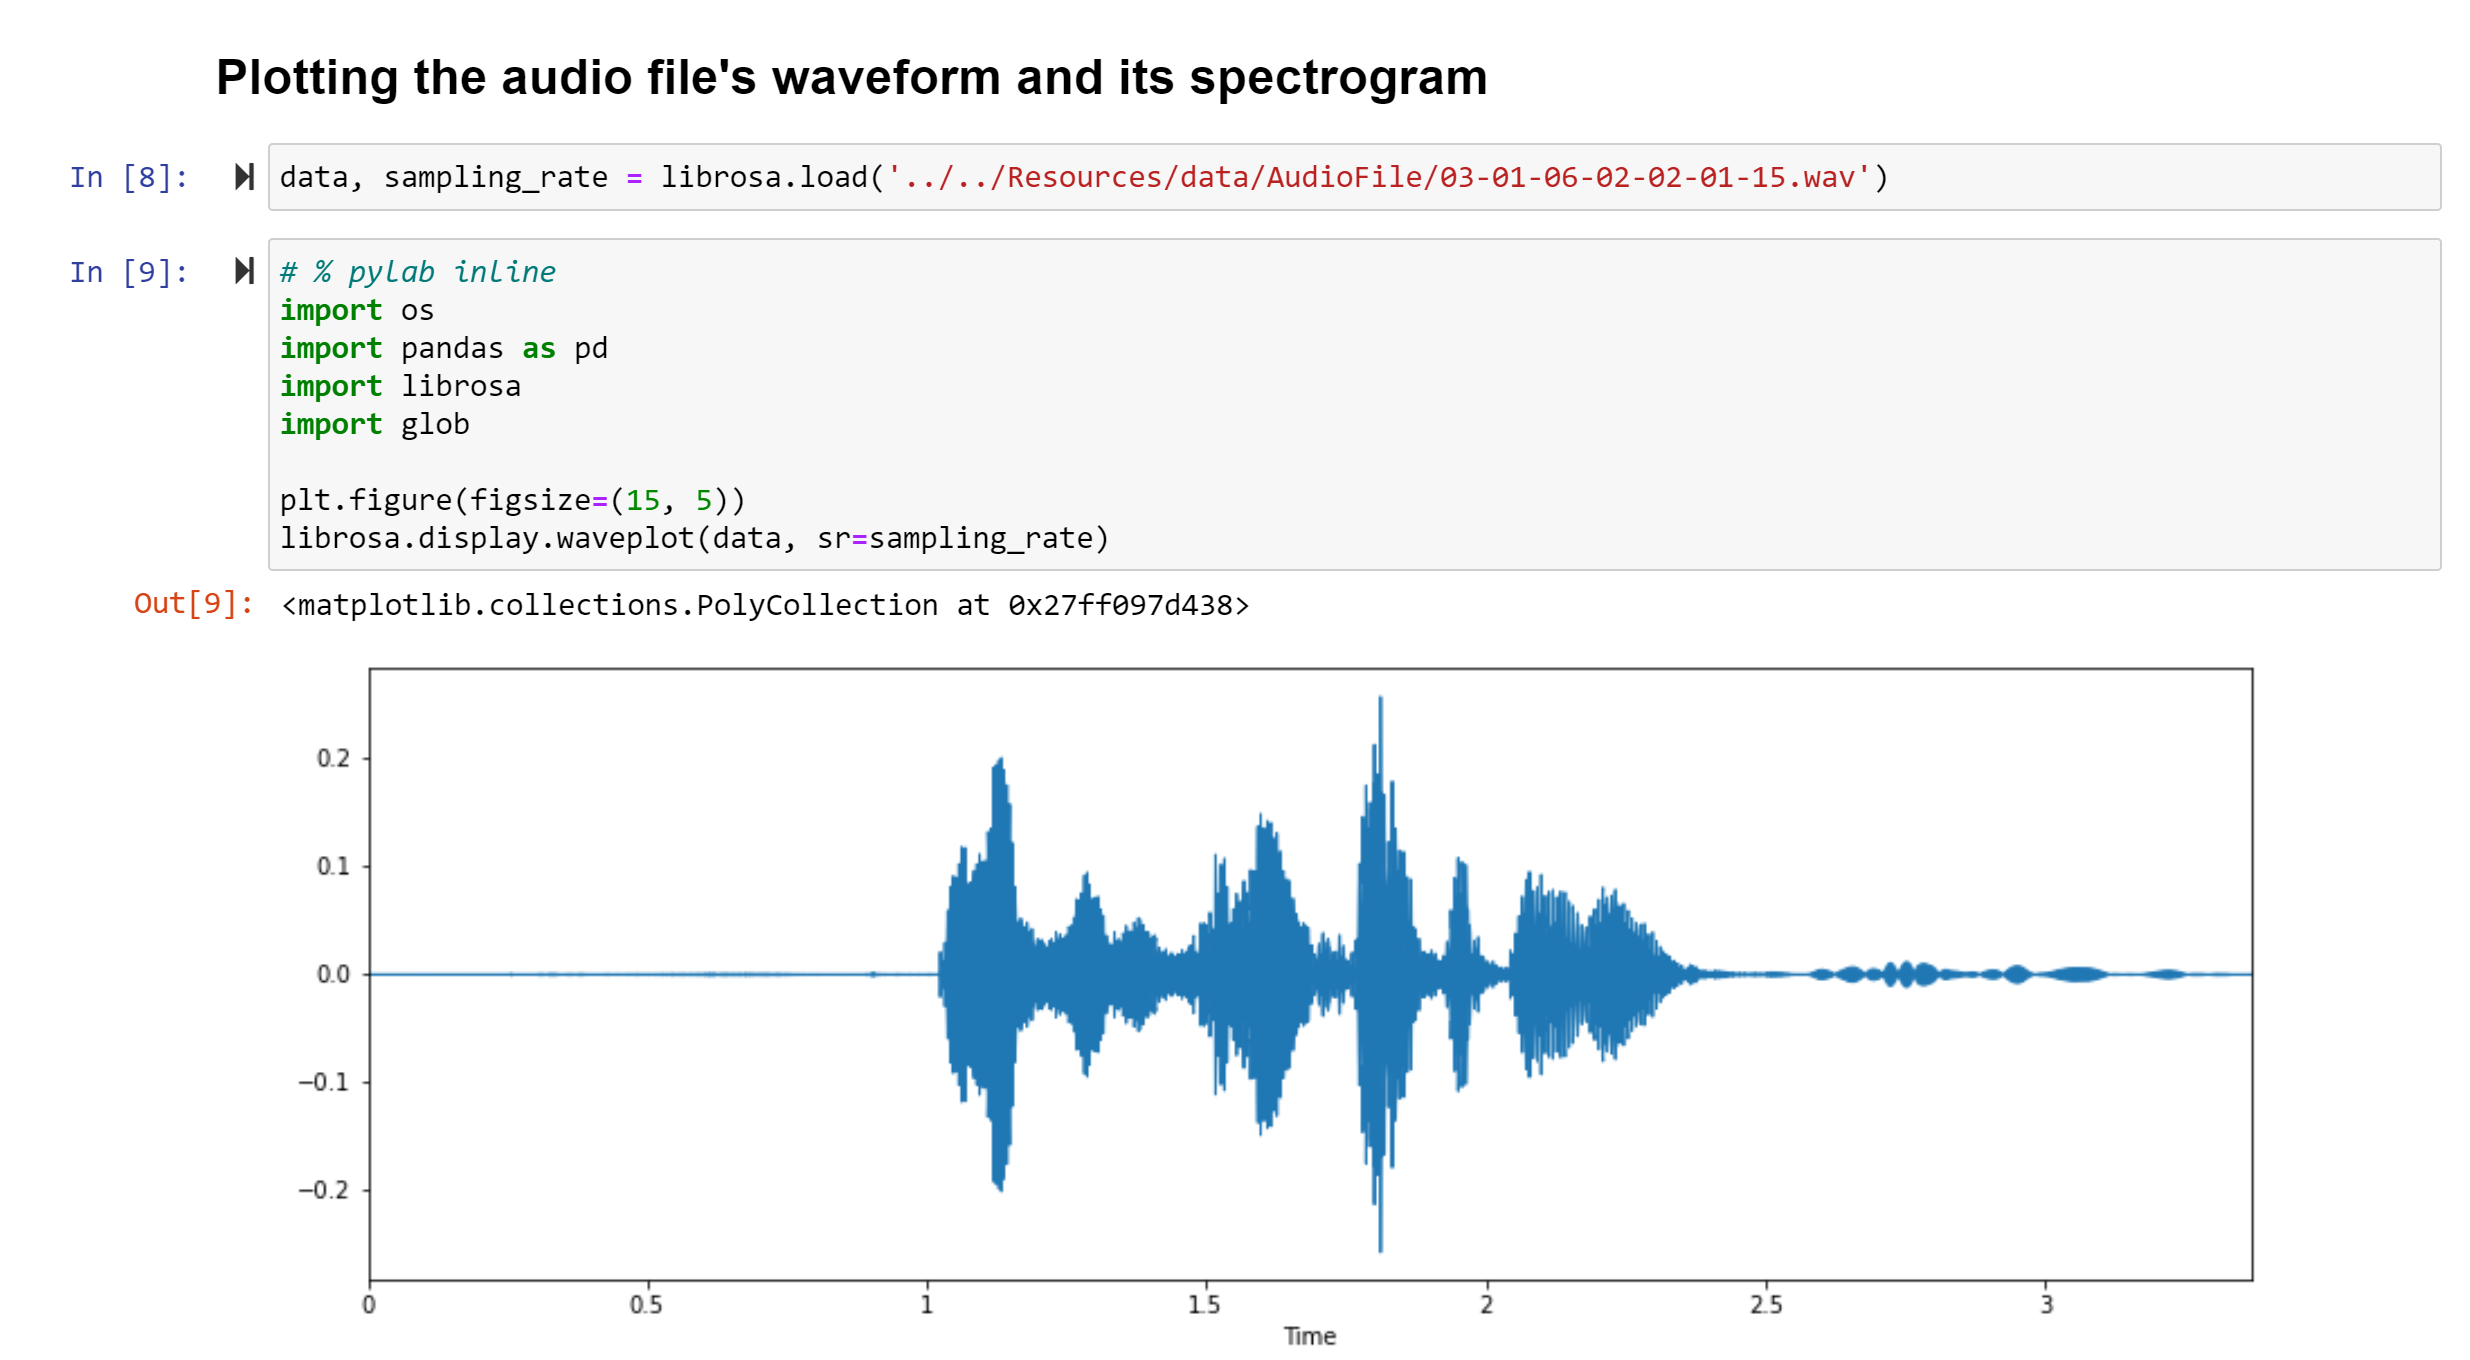 Plotting the audio file's waveform and its spectrogram
In [8]: data, sampling_rate = librosa.load('../../Resources/data/AudioFile/03-01-06-02-02-01-15.wav')
In [9]: # % pylab inline
import os
import pandas as pd
import librosa
import glob
plt.figure(figsize=(15, 5))
librosa.display.waveplot(data, sr=sampling_rate)
Out[9]: <matplotlib.collections.PolyCollection at 0x27ff097d438>
0.2
0.1
0.0
−0.1
−0.2
0 0.5 1 1.5 2 2.5 3
Time